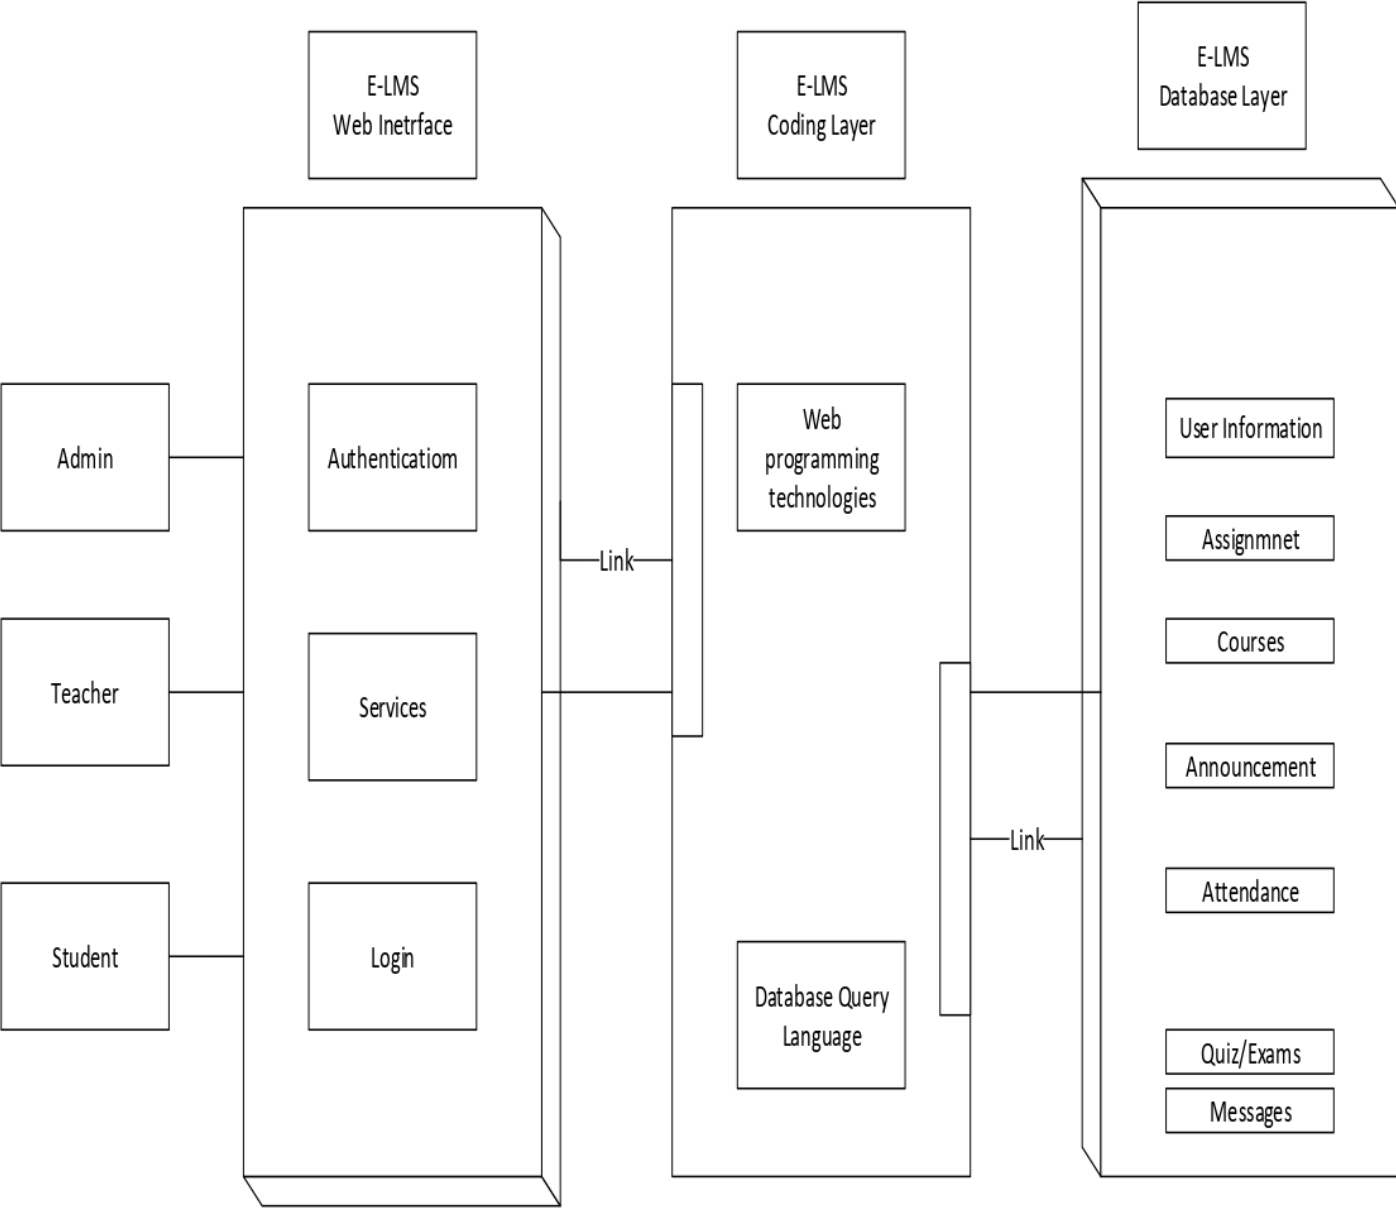 E-LMS
Web Inetrface
E-LMS
Coding Layer
E-LMS
Database Layer
Admin
Teacher
Student
Authenticatiom
Services
Login
Link
Web
programming
technologies
Database Query
Language
Link
User Information
Assignmnet
Courses
Announcement
Attendance
Quiz/Exams
Messages